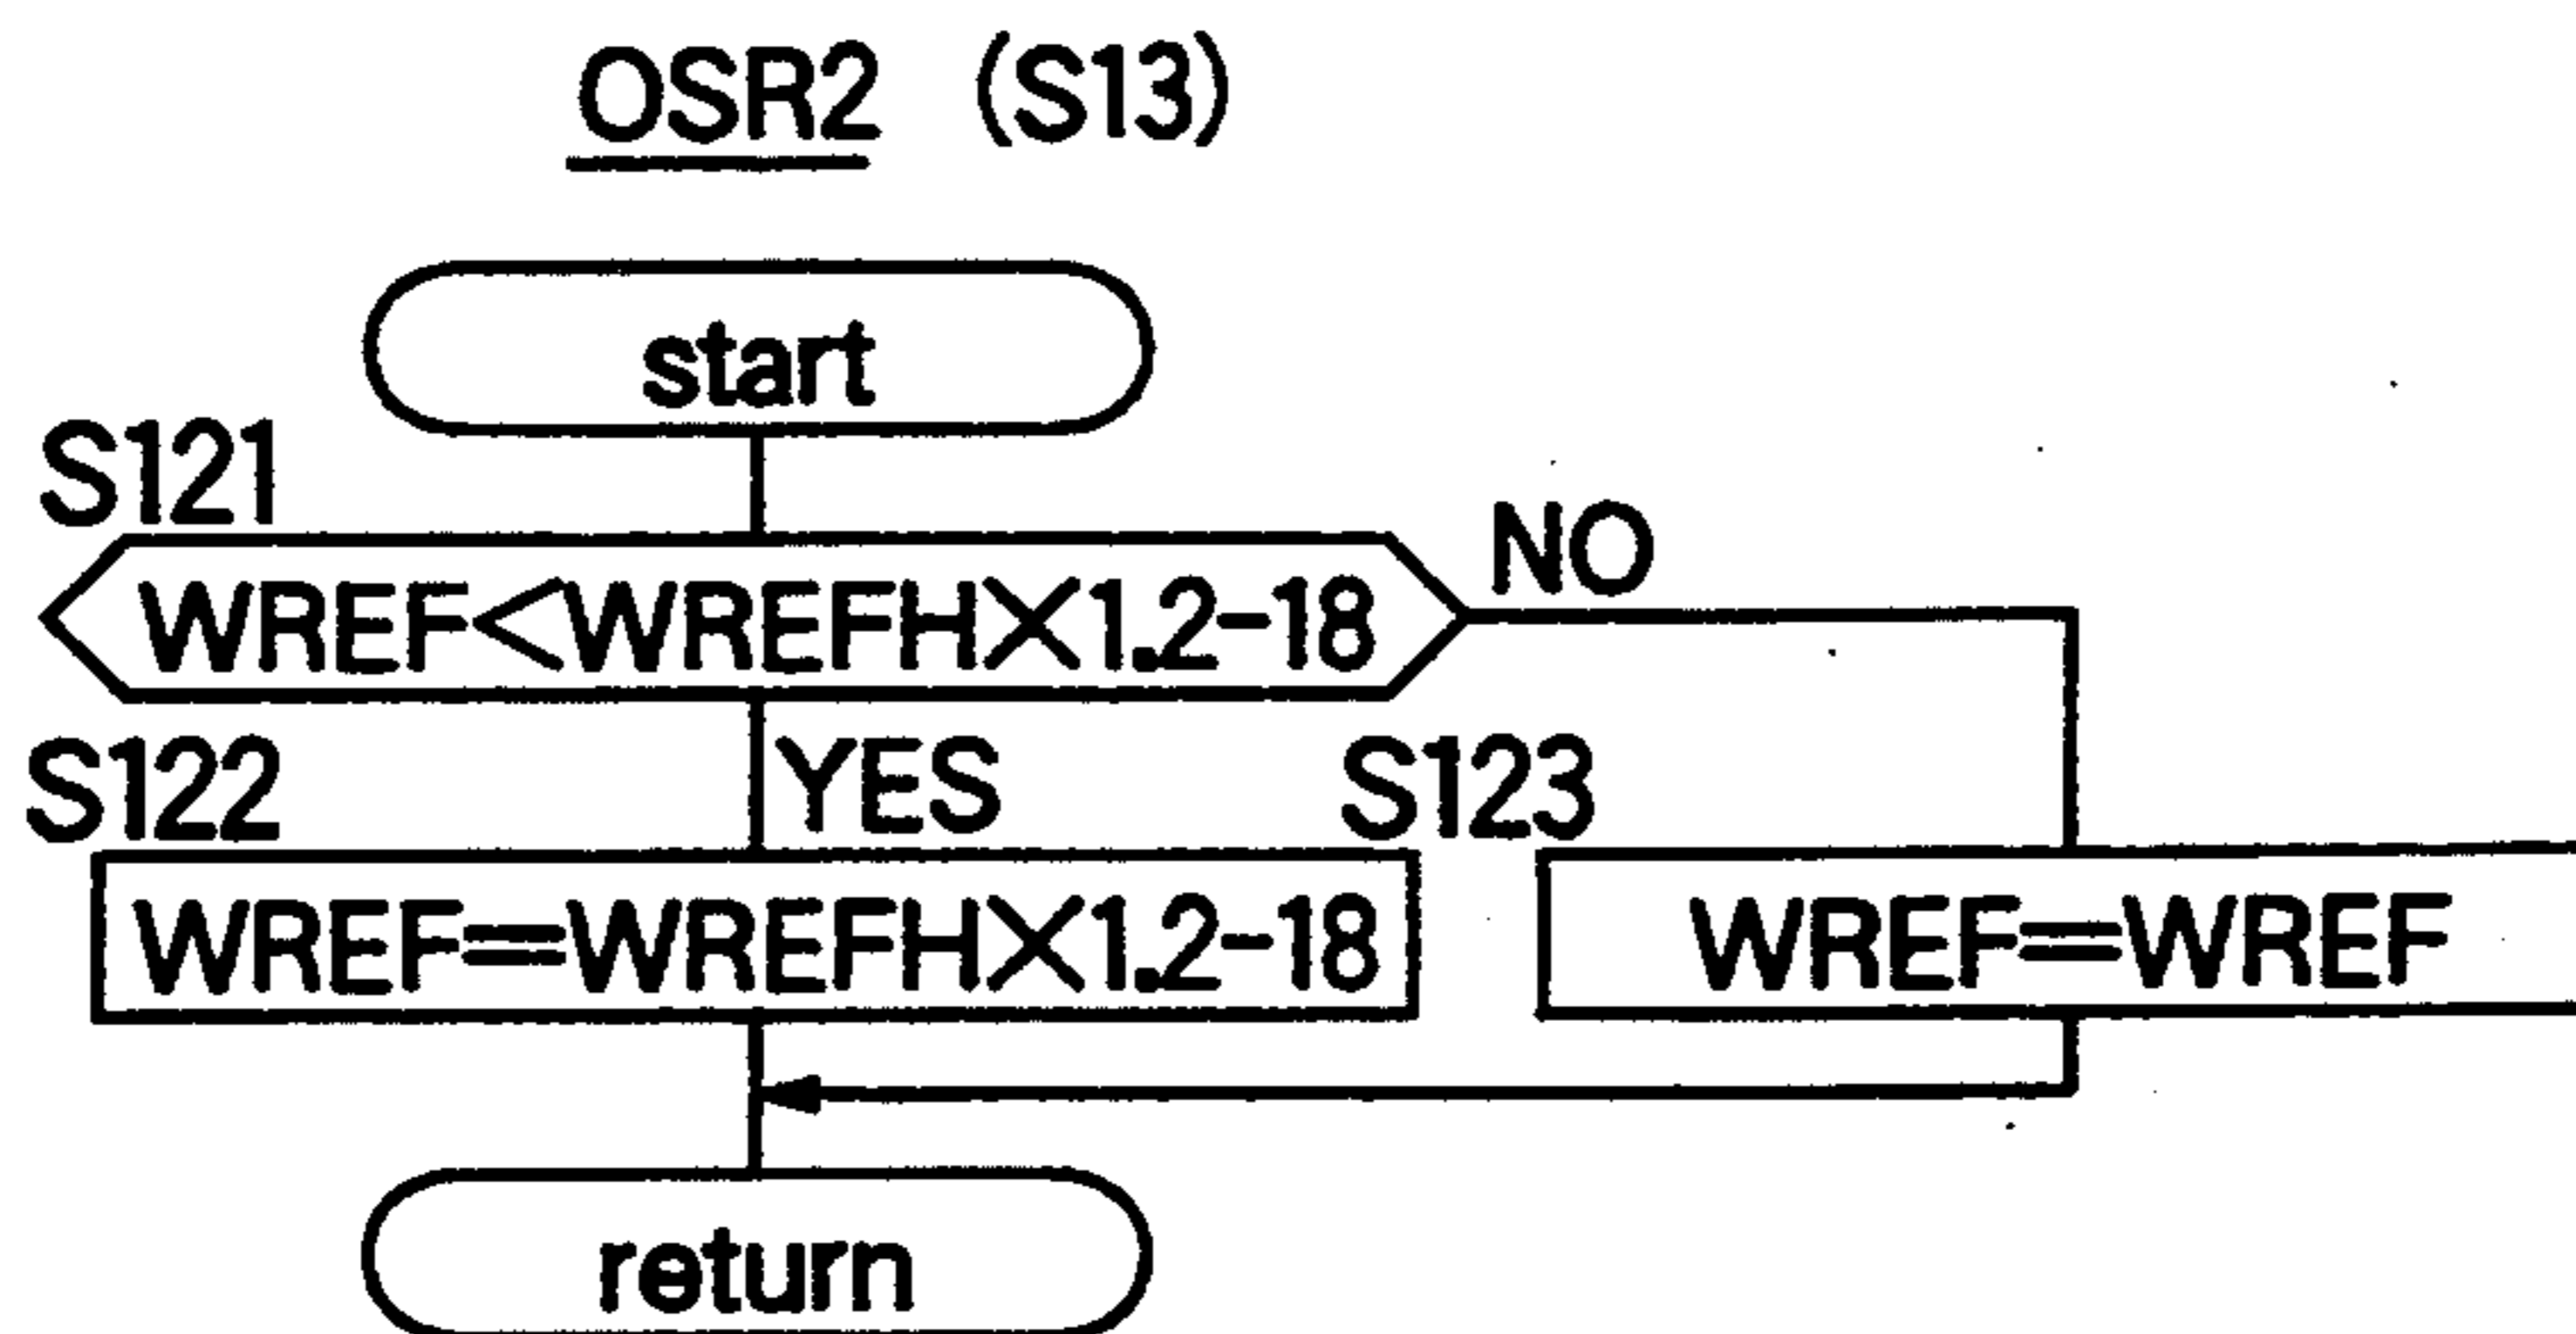 OSR2 (S13)
start
S121
WREF<WREFH×1.2-18
NO
YES
S122
WREF=WREFH×1.2-18
S123
WREF=WREF
return